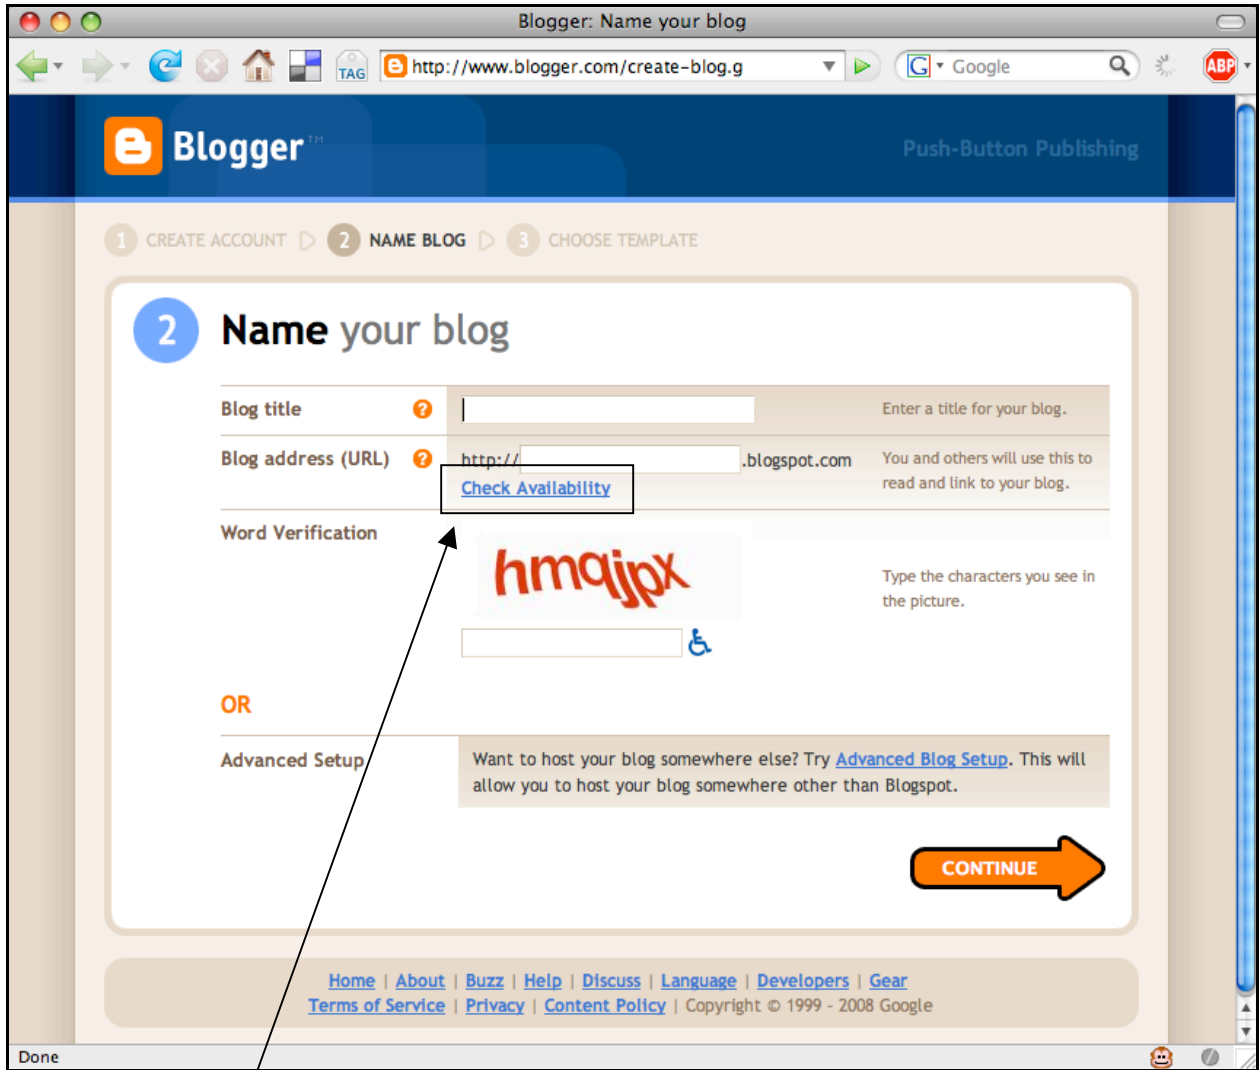 Blogger: Name your blog
TAG http://www.blogger.com/create-blog.g G Google ABP
Blogger™ Push-Button Publishing
1 CREATE ACCOUNT 2 NAME BLOG 3 CHOOSE TEMPLATE
2 Name your blog
Blog title ? Enter a title for your blog.
Blog address (URL) ? http:// .blogspot.com You and others will use this to
read and link to your blog.
Check Availability
Word Verification
hmqjpx
Type the characters you see in
the picture.
OR
Advanced Setup Want to host your blog somewhere else? Try Advanced Blog Setup. This will
allow you to host your blog somewhere other than Blogspot.
CONTINUE
Home | About | Buzz | Help | Discuss | Language | Developers | Gear
Terms of Service | Privacy | Content Policy | Copyright © 1999 - 2008 Google
Done